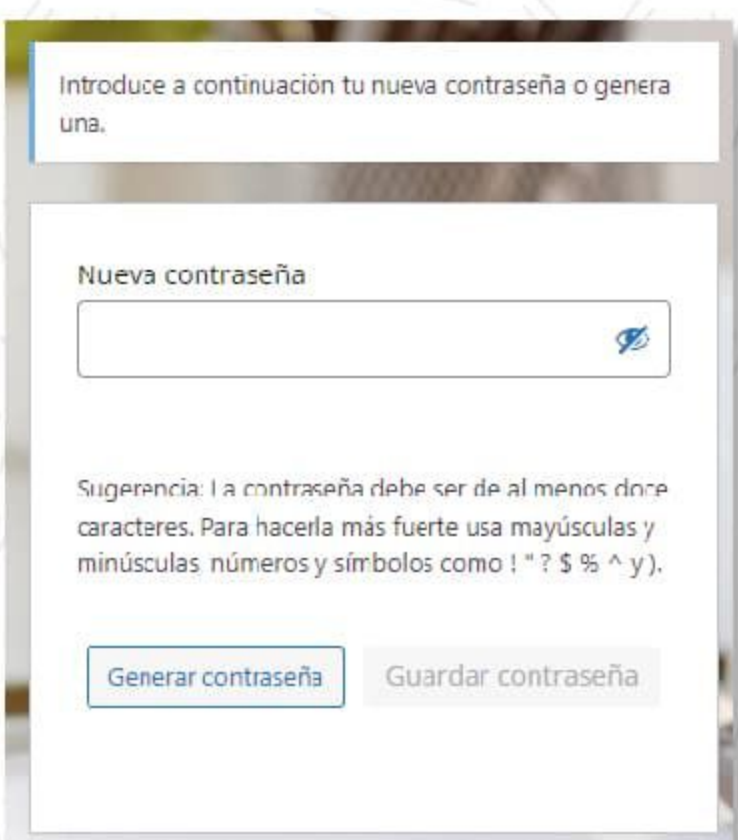 Introduce a continuación tu nueva contraseña o genera
una.
Nueva contraseña
Sugerencia: La contraseña debe ser de al menos doce
caracteres. Para hacerla más fuerte usa mayúsculas y
minúsculas, números y símbolos como ! " ? $ % ^ y ).
Generar contraseña
Guardar contraseña